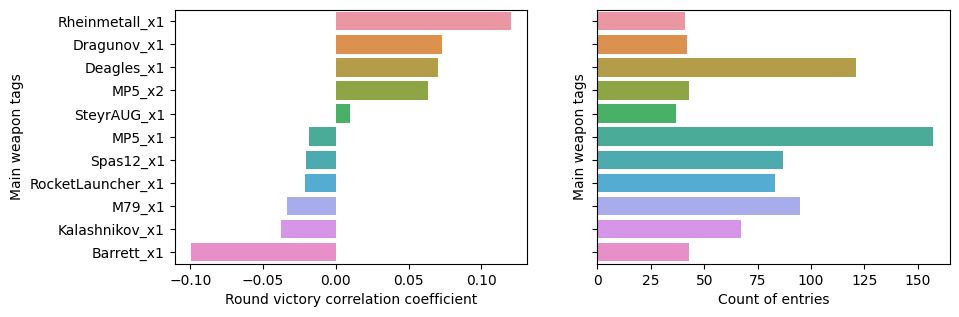 Main weapon tags
Rheinmetall_x1
Dragunov_x1
Deagles_x1
MP5_x2
SteyrAUG_x1
MP5_x1
Spas12_x1
RocketLauncher_x1
M79_x1
Kalashnikov_x1
Barrett_x1
−0.10 −0.05 0.00 0.05 0.10
Round victory correlation coefficient
Main weapon tags
0 25 50 75 100 125 150
Count of entries